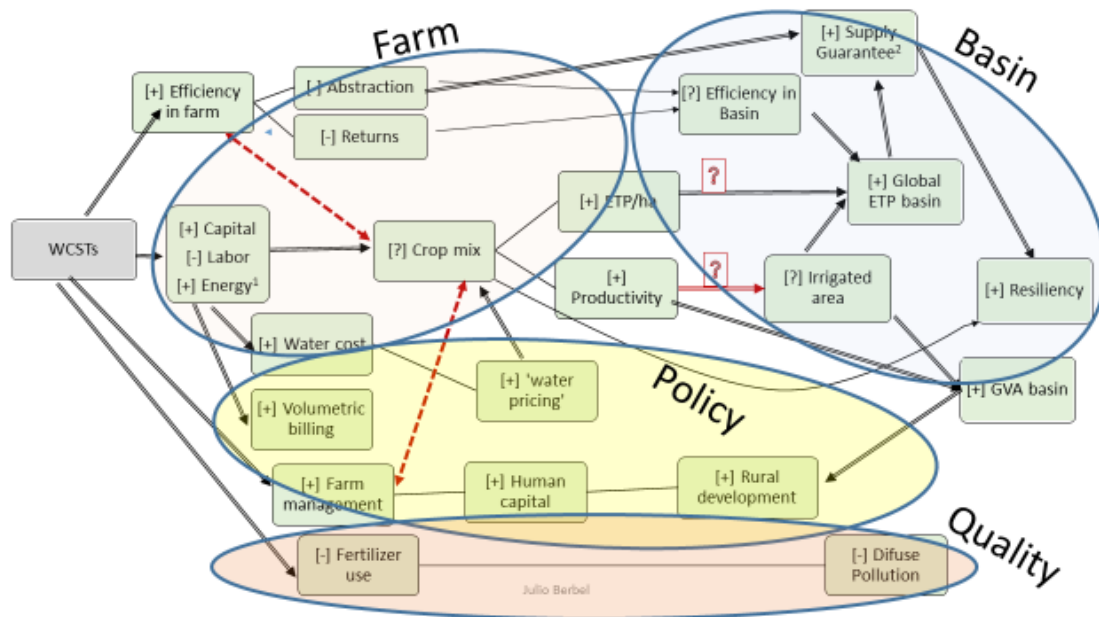 Farm
Basin
[+] Supply
Guarantee²
[+] Efficiency
in farm
[-] Abstraction
[?] Efficiency in
Basin
[-] Returns
?
[+] Global
ETP basin
[+] ETP/ha
WCSTs
[+] Capital
[-] Labor
[+] Energy¹
[?] Crop mix
?
[+]
Productivity
[?] Irrigated
area
[+] Resiliency
[+] Water cost
[+] 'water
pricing'
Policy
[+] GVA basin
[+] Volumetric
billing
[+] Farm
management
[+] Human
capital
[+] Rural
development
Quality
[-] Fertilizer
use
[-] Difuse
Pollution
Julio Berbel